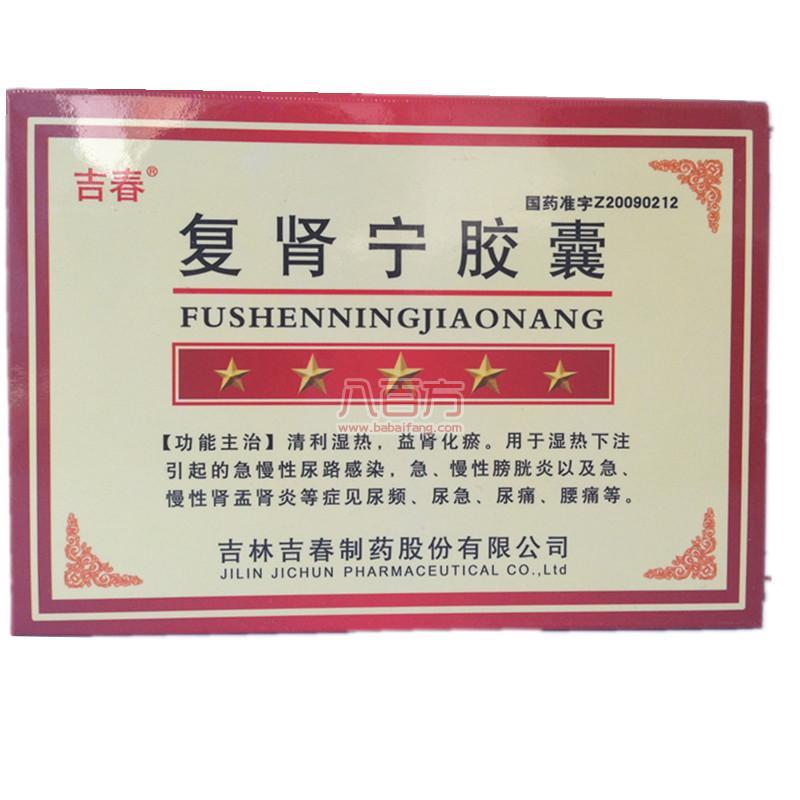 吉春®
国药准字Z20090212
复肾宁胶囊
FUSHENNINGJIAONANG
八百方
www.babaifang.com
【功能主治】清利湿热，益肾化瘀。用于湿热下注
引起的急慢性尿路感染，急、慢性膀胱炎以及急、
慢性肾盂肾炎等症见尿频、尿急、尿痛、腰痛等。
吉林吉春制药股份有限公司
JILIN JICHUN PHARMACEUTICAL CO.,Ltd